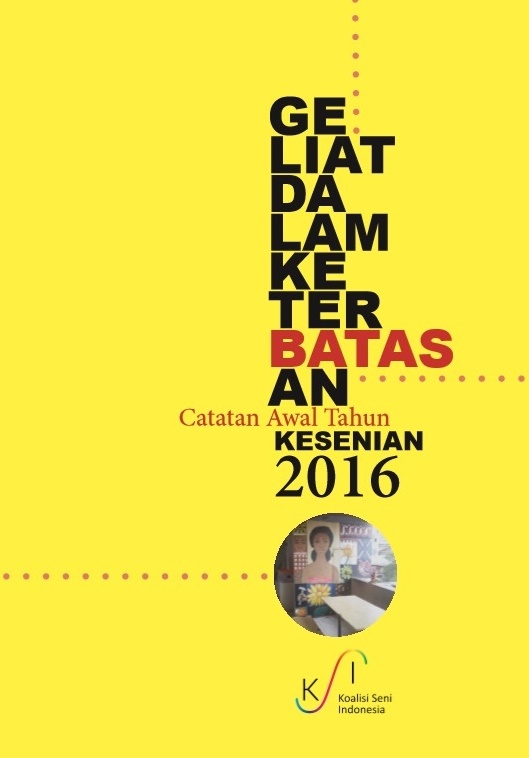 GE
LIAT
DA
LAM
KE
TER
BATAS
AN
Catatan Awal Tahun
KESENIAN
2016
KSI
Koalisi Seni
Indonesia